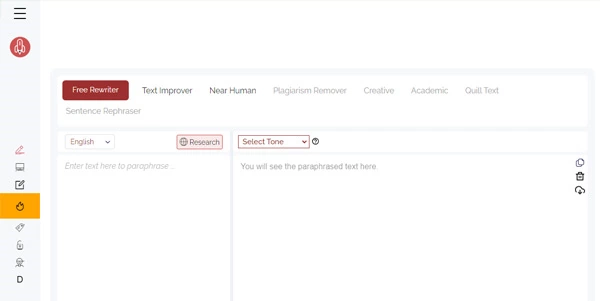 Free Rewriter Text Improver Near Human Plagiarism Remover Creative Academic Quill Text
Sentence Rephraser
English Research Select Tone
Enter text here to paraphrase ... You will see the paraphrased text here.
D